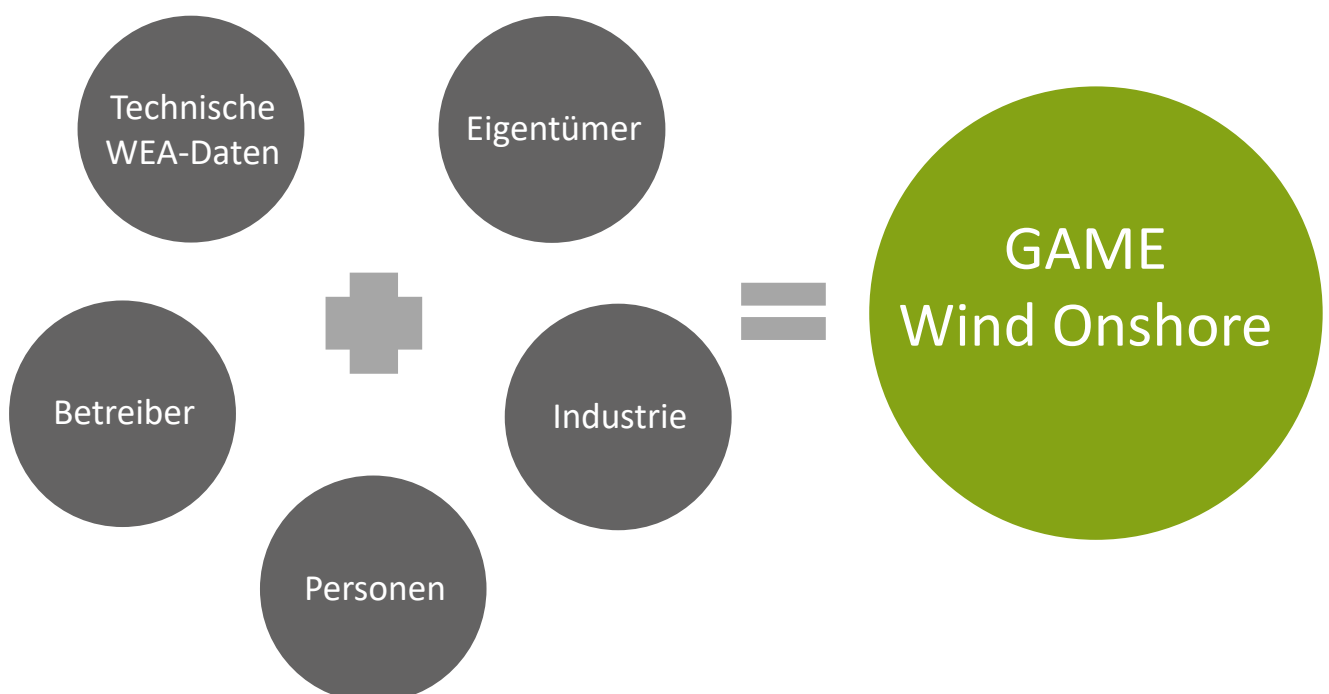 Technische
WEA-Daten
Eigentümer
Betreiber
Industrie
Personen
GAME
Wind Onshore